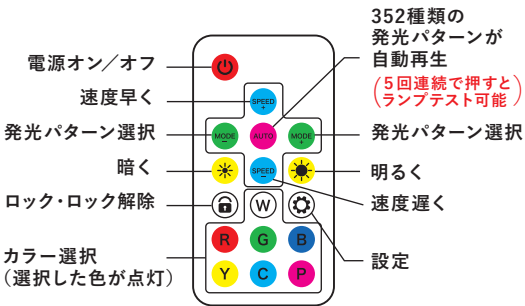 352種類の
発光パターンが
自動再生
(5回連続で押すと
ランプテスト可能)
電源オン／オフ
速度早く
SPEED
+
発光パターン選択
MODE
−
AUTO
MODE
+
発光パターン選択
暗く
SPEED
−
明るく
ロック・ロック解除
W
速度遅く
カラー選択
(選択した色が点灯)
R
G
B
設定
Y
C
P